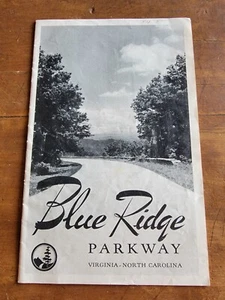 Blue Ridge
PARKWAY
VIRGINIA - NORTH CAROLINA